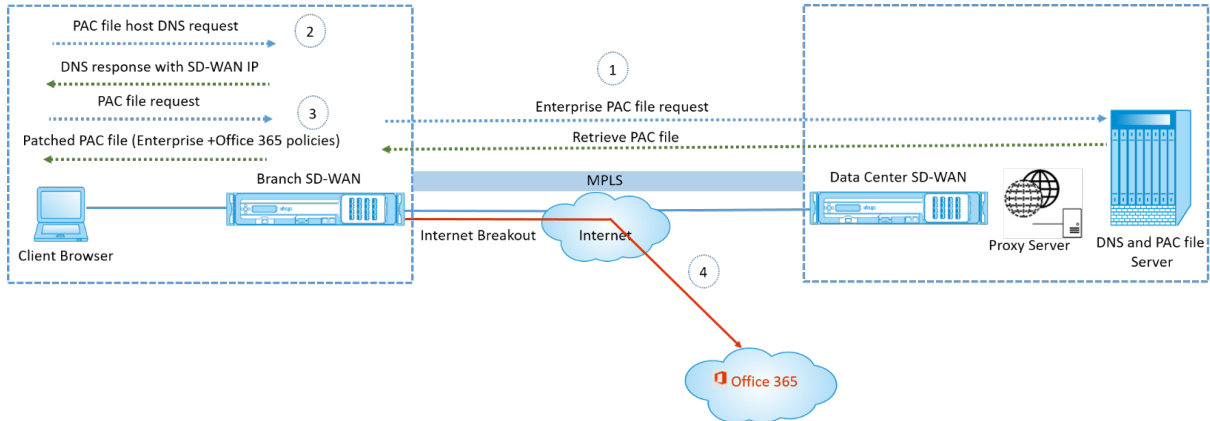 PAC file host DNS request
2
DNS response with SD-WAN IP
PAC file request
3
Patched PAC file (Enterprise +Office 365 policies)
1
Enterprise PAC file request
Retrieve PAC file
Branch SD-WAN
MPLS
Data Center SD-WAN
Client Browser
Internet Breakout
Internet
Proxy Server
DNS and PAC file
Server
4
Office 365